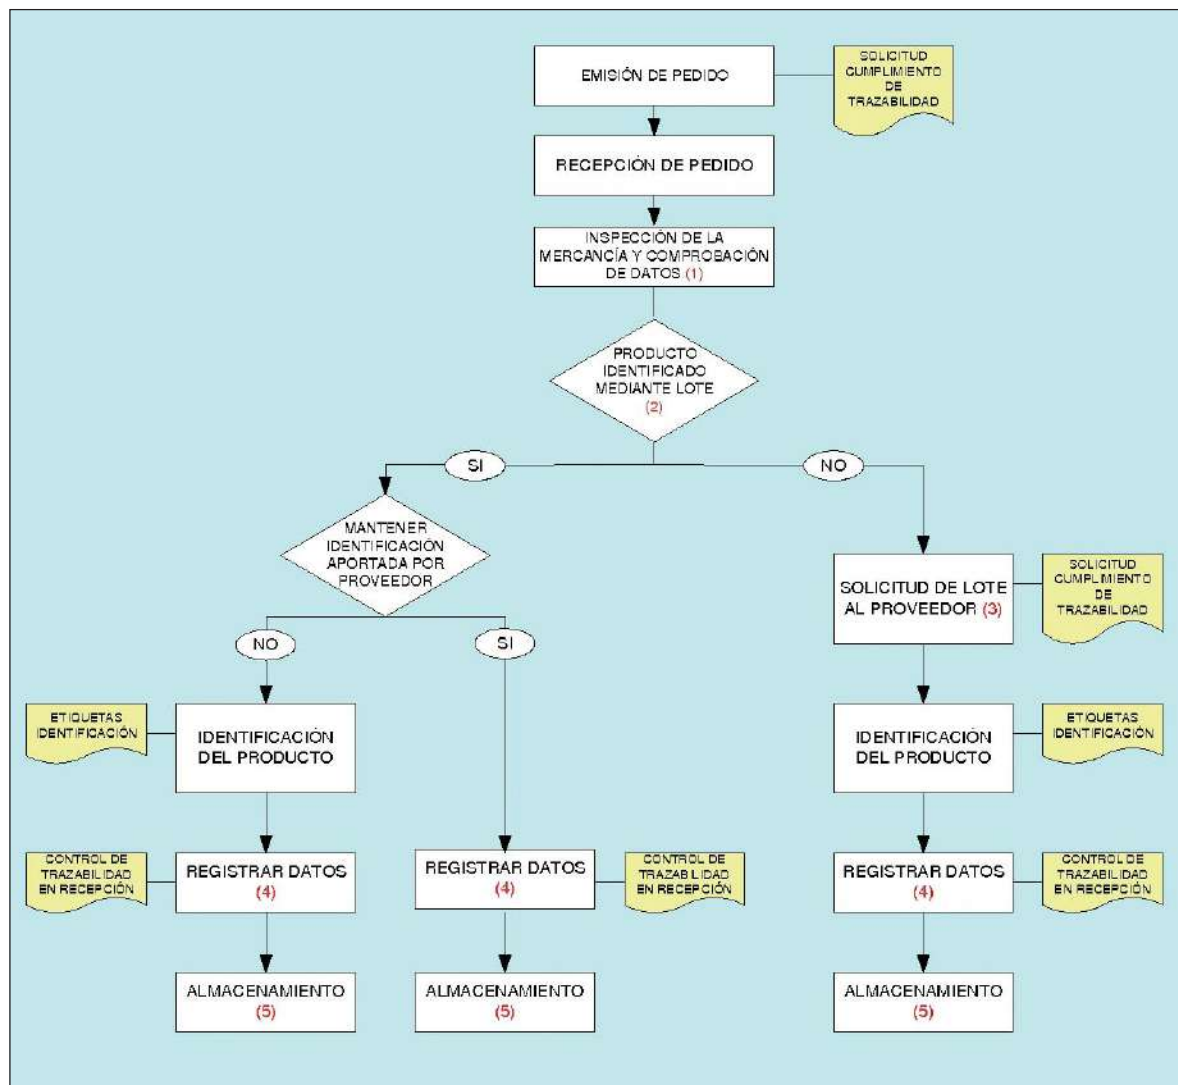 EMISIÓN DE PEDIDO
SOLICITUD
CUMPLIMIENTO
DE
TRAZABILIDAD
RECEPCIÓN DE PEDIDO
INSPECCIÓN DE LA
MERCANCÍA Y COMPROBACIÓN
DE DATOS (1)
PRODUCTO
IDENTIFICADO
MEDIANTE LOTE
(2)
SI
NO
MANTENER
IDENTIFICACIÓN
APORTADA POR
PROVEEDOR
SOLICITUD DE LOTE
AL PROVEEDOR (3)
SOLICITUD
CUMPLIMIENTO
DE
TRAZABILIDAD
NO
SI
ETIQUETAS
IDENTIFICACIÓN
IDENTIFICACIÓN
DEL PRODUCTO
IDENTIFICACIÓN
DEL PRODUCTO
ETIQUETAS
IDENTIFICACIÓN
CONTROL DE
TRAZABILIDAD
EN RECEPCIÓN
REGISTRAR DATOS
(4)
REGISTRAR DATOS
(4)
CONTROL DE
TRAZABILIDAD
EN RECEPCIÓN
REGISTRAR DATOS
(4)
CONTROL DE
TRAZABILIDAD
EN RECEPCIÓN
ALMACENAMIENTO
(5)
ALMACENAMIENTO
(5)
ALMACENAMIENTO
(5)